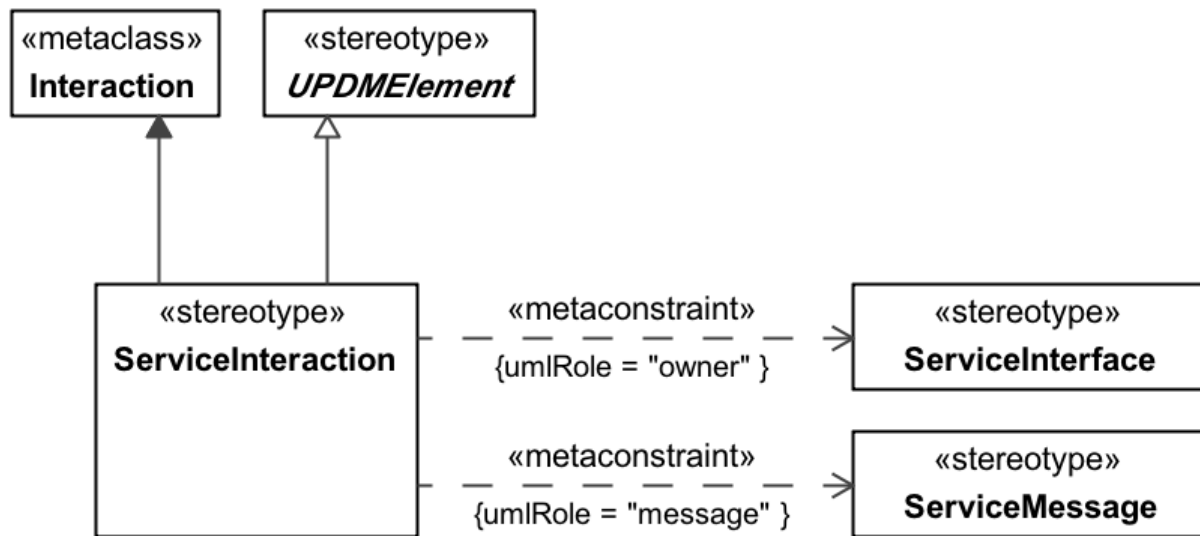 «metaclass»
Interaction
«stereotype»
UPDMElement
«stereotype»
ServiceInteraction
«metaconstraint»
{umlRole = "owner" }
«stereotype»
ServiceInterface
«metaconstraint»
{umlRole = "message" }
«stereotype»
ServiceMessage